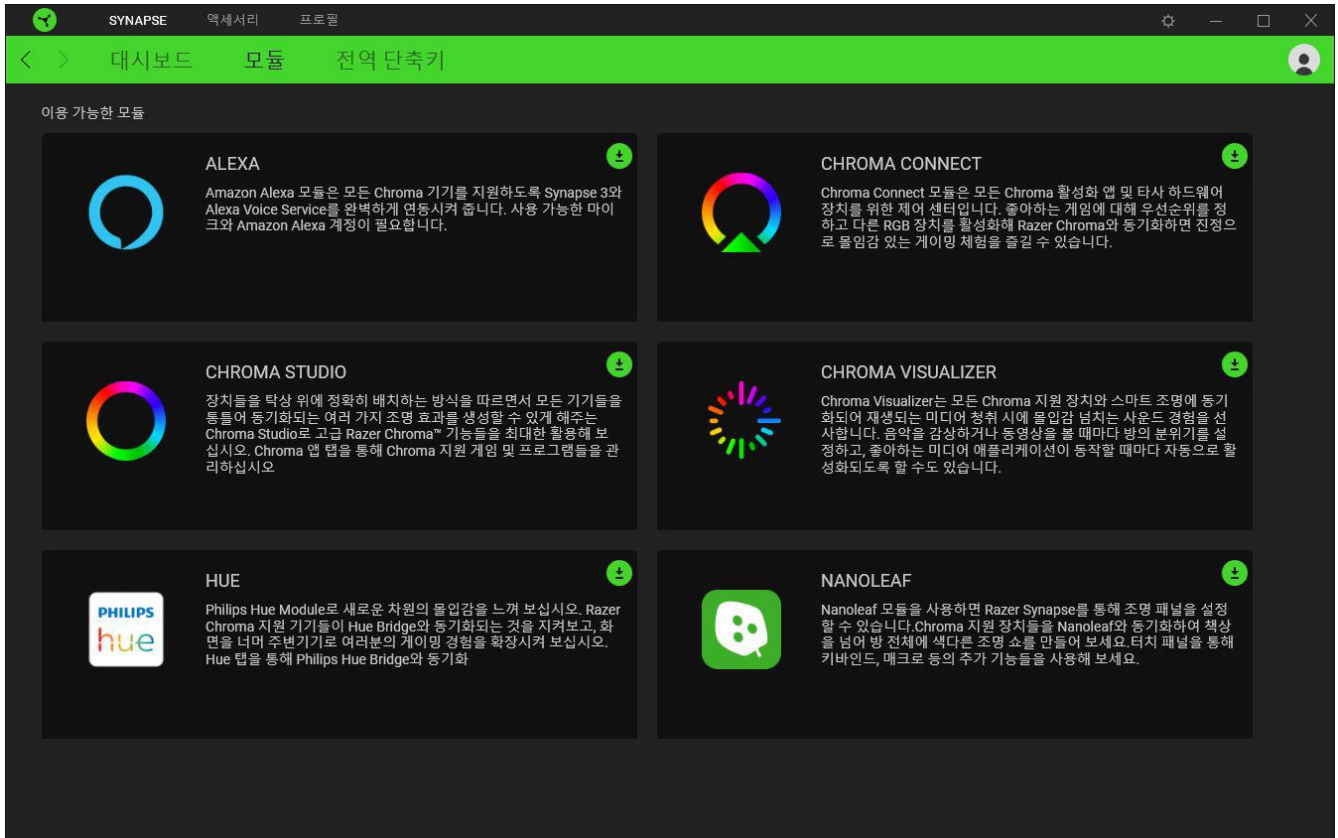 SYNAPSE 액세서리 프로필
대시보드 모듈 전역 단축키
이용 가능한 모듈
ALEXA
Amazon Alexa 모듈은 모든 Chroma 기기를 지원하도록 Synapse 3와
Alexa Voice Service를 완벽하게 연동시켜 줍니다. 사용 가능한 마이
크와 Amazon Alexa 계정이 필요합니다.
CHROMA CONNECT
Chroma Connect 모듈은 모든 Chroma 활성화 앱 및 타사 하드웨어
장치를 위한 제어 센터입니다. 좋아하는 게임에 대해 우선순위를 정
하고 다른 RGB 장치를 활성화해 Razer Chroma와 동기화하면 진정으
로 몰입감 있는 게이밍 체험을 즐길 수 있습니다.
CHROMA STUDIO
장치들을 탁상 위에 정확히 배치하는 방식을 따르면서 모든 기기들을
통틀어 동기화되는 여러 가지 조명 효과를 생성할 수 있게 해주는
Chroma Studio로 고급 Razer Chroma™ 기능들을 최대한 활용해 보
십시오. Chroma 앱 탭을 통해 Chroma 지원 게임 및 프로그램들을 관
리하십시오
CHROMA VISUALIZER
Chroma Visualizer는 모든 Chroma 지원 장치와 스마트 조명에 동기
화되어 재생되는 미디어 청취 시에 몰입감 넘치는 사운드 경험을 선
사합니다. 음악을 감상하거나 동영상을 볼 때마다 방의 분위기를 설
정하고, 좋아하는 미디어 애플리케이션이 동작할 때마다 자동으로 활
성화되도록 할 수도 있습니다.
PHILIPS
hue
HUE
Philips Hue Module로 새로운 차원의 몰입감을 느껴 보십시오. Razer
Chroma 지원 기기들이 Hue Bridge와 동기화되는 것을 지켜보고, 화
면을 너머 주변기기로 여러분의 게이밍 경험을 확장시켜 보십시오.
Hue 탭을 통해 Philips Hue Bridge와 동기화
NANOLEAF
Nanoleaf 모듈을 사용하면 Razer Synapse를 통해 조명 패널을 설정
할 수 있습니다.Chroma 지원 장치들을 Nanoleaf와 동기화하여 책상
을 넘어 방 전체에 색다른 조명 쇼를 만들어 보세요.터치 패널을 통해
키바인드, 매크로 등의 추가 기능들을 사용해 보세요.